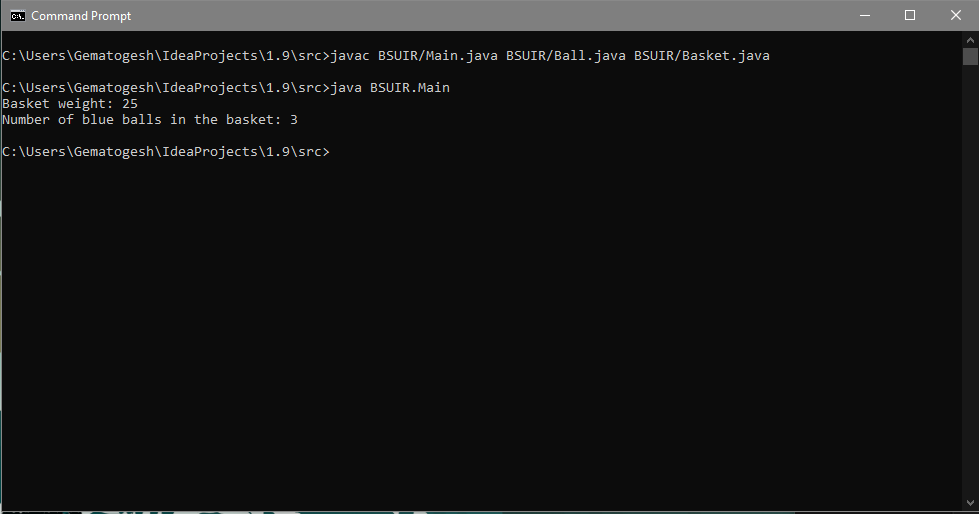 Command Prompt
C:\Users\Gematogesh\IdeaProjects\1.9\src>javac BSUIR/Main.java BSUIR/Ball.java BSUIR/Basket.java
C:\Users\Gematogesh\IdeaProjects\1.9\src>java BSUIR.Main
Basket weight: 25
Number of blue balls in the basket: 3
C:\Users\Gematogesh\IdeaProjects\1.9\src>